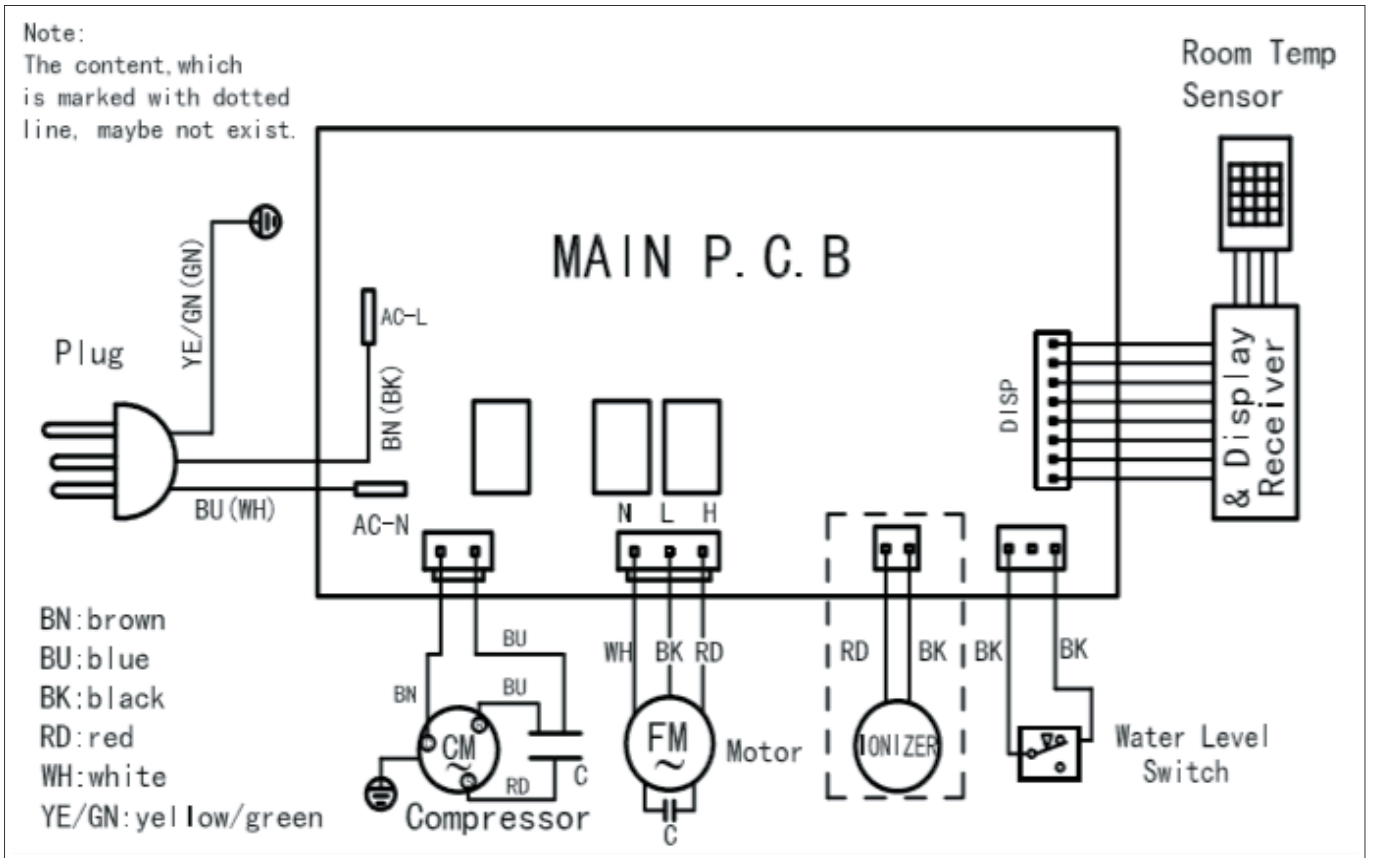 Note:
The content, which
is marked with dotted
line, maybe not exist.
Room Temp
Sensor
MAIN P.C.B
YE/GN(GN)
AC-L
Plug
BN(BK)
DISP
& Display
Receiver
BU(WH)
AC-N
N L H
BN:brown
BU:blue
BK:black
RD:red
WH:white
YE/GN:yellow/green
BU
BU
BN
CM
~
RD
C
Compressor
WH
BK
RD
FM
~
Motor
C
RD
BK
IONIZER
BK
BK
Water Level
Switch